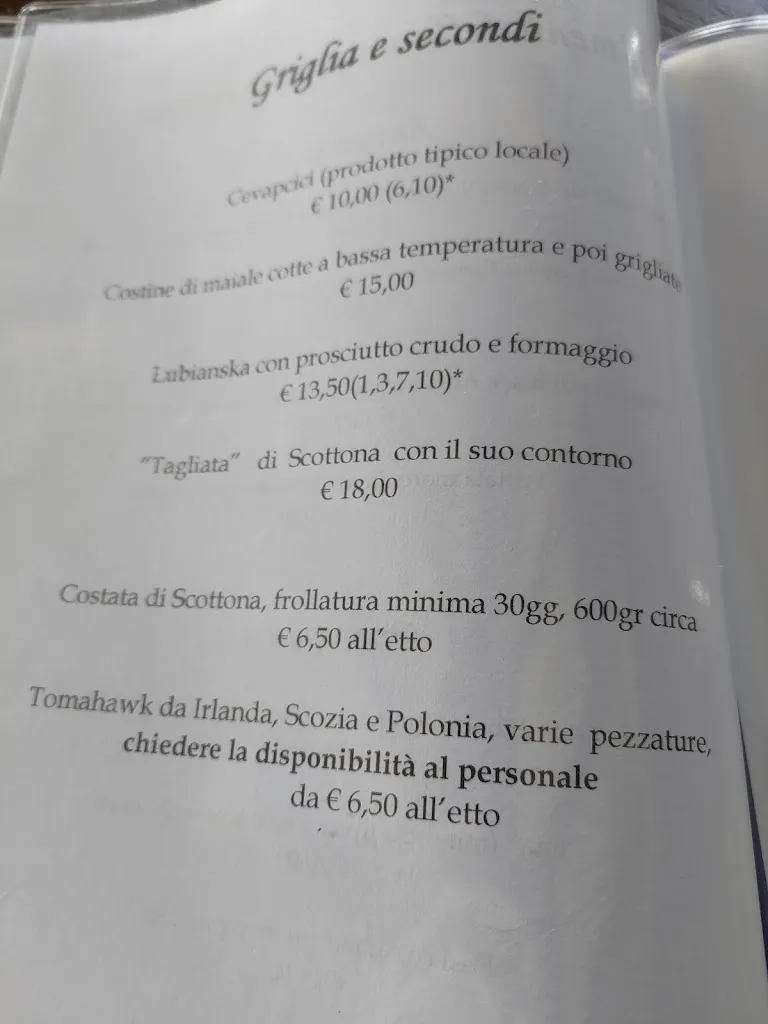 Griglia e secondi
Cevapcici (prodotto tipico locale)
€ 10,00 (6,10)*
Costine di maiale cotte a bassa temperatura e poi grigliate
€ 15,00
Lubianska con prosciutto crudo e formaggio
€ 13,50(1,3,7,10)*
"Tagliata" di Scottona con il suo contorno
€ 18,00
Costata di Scottona, frollatura minima 30gg, 600gr circa
€ 6,50 all'etto
Tomahawk da Irlanda, Scozia e Polonia, varie pezzature,
chiedere la disponibilità al personale
da € 6,50 all'etto